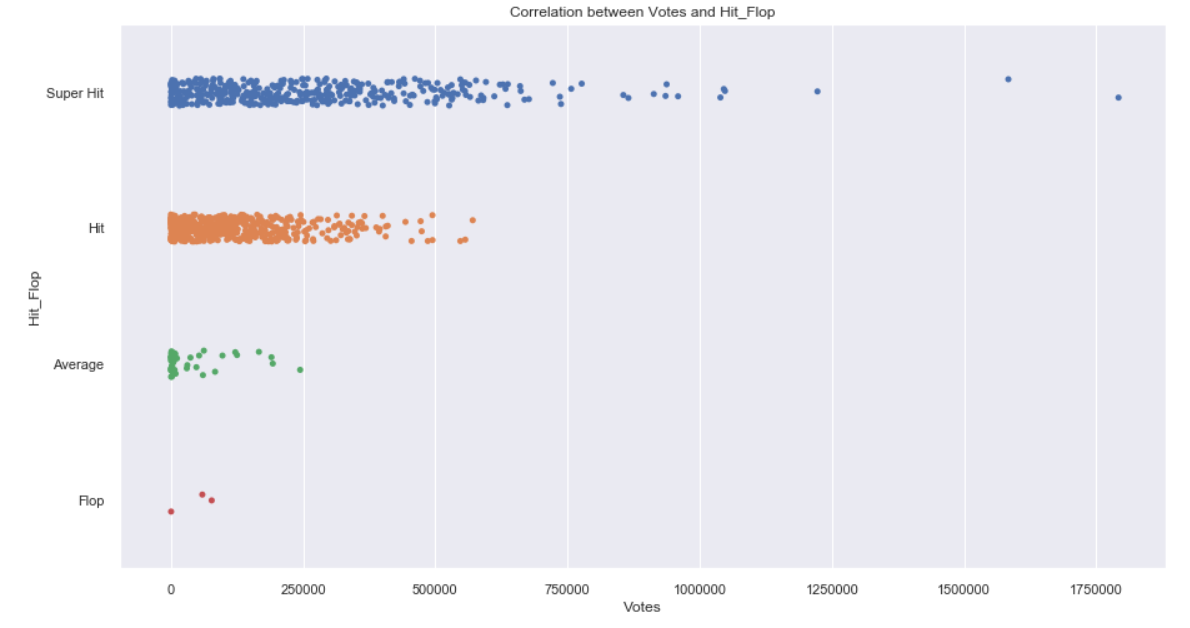 Correlation between Votes and Hit_Flop
Super Hit
Hit
Average
Flop
Hit_Flop
0 250000 500000 750000 1000000 1250000 1500000 1750000
Votes